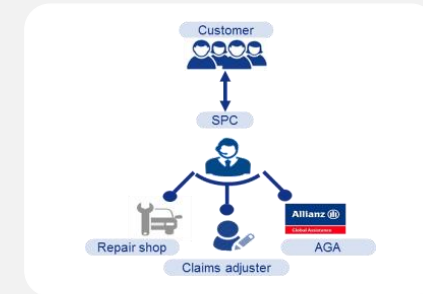 Customer
SPC
Allianz
Global Assistance
Repair shop
AGA
Claims adjuster